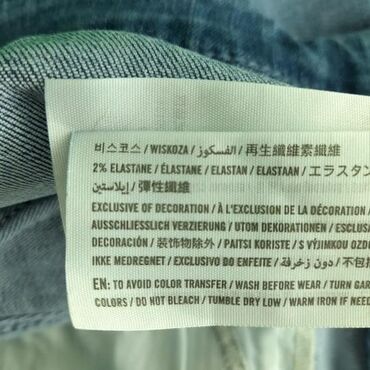 비스코스 / WISKOZA / الفسكوز / 再生纖維素纖維
2% ELASTANE / ÉLASTANE / ELASTAN / ELASTAAN / エラスタン
إيلاستين / 彈性纖維
EXCLUSIVE OF DECORATION / À L'EXCLUSION DE LA DÉCORATION /
AUSSCHLIESSLICH VERZIERUNG / UTOM DEKORATIONEN / ESCLUSA
DECORACIÓN / 裝飾物除外 / PAITSI KORISTE / S VÝJIMKOU OZDO
IKKE MEDREGNET / EXCLUSIVO DO ENFEITE / دون زخرفة / 不包括
EN: TO AVOID COLOR TRANSFER / WASH BEFORE WEAR / TURN GAR
COLORS / DO NOT BLEACH / TUMBLE DRY LOW / WARM IRON IF NEED